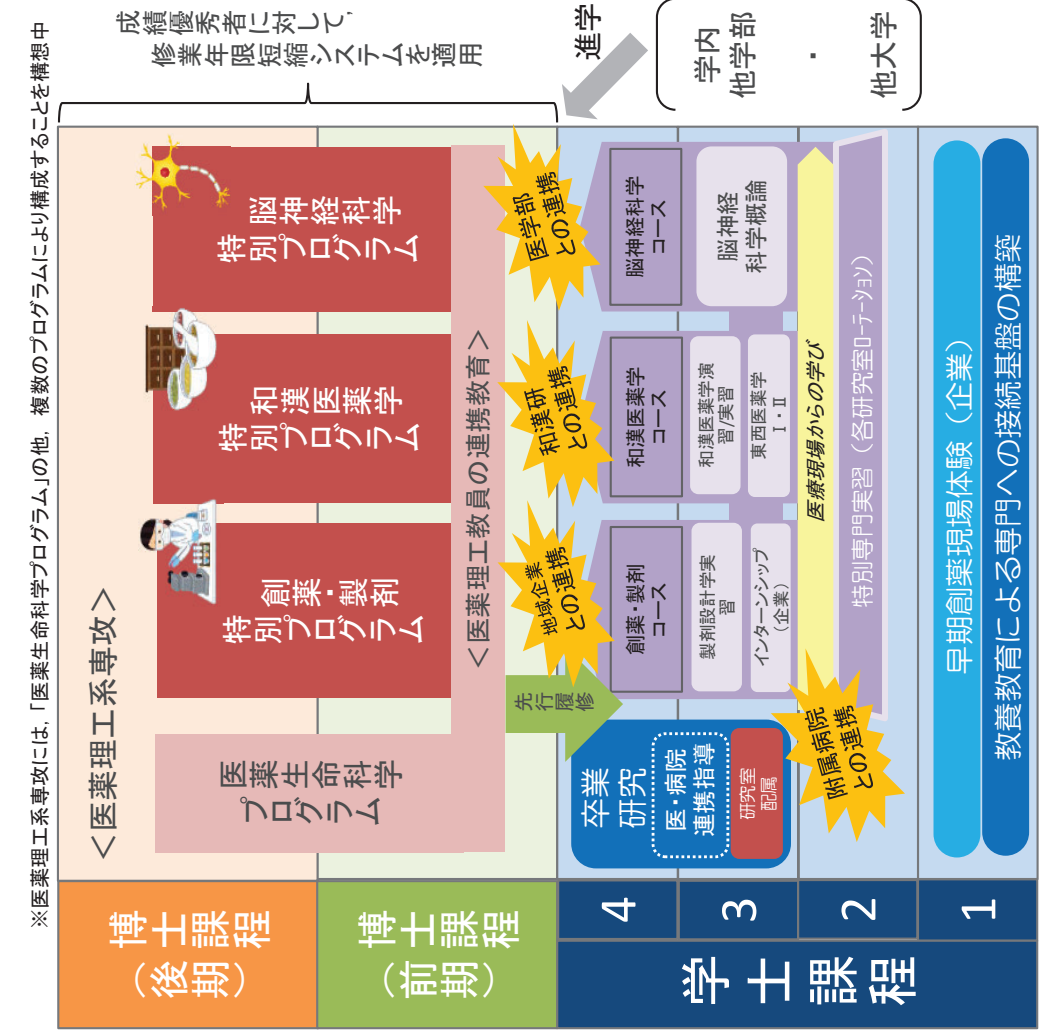 ※医薬理工系専攻には，「医薬生命科学プログラム」の他，複数のプログラムにより構成することを構想中
成績優秀者に対して，
修業年限短縮システムを適用
進学
学内
他学部
・
他大学
博士課程
（後期）
博士課程
（前期）
＜医薬理工系専攻＞
医薬生命科学
プログラム
創薬・製剤
特別プログラム
和漢医薬学
特別プログラム
脳神経科学
特別プログラム
＜医薬理工教員の連携教育＞
先行
履修
地域企業
との連携
和漢研
との連携
医学部
との連携
学士課程
4
3
2
1
卒業
研究
医・病院
連携指導
研究室
配属
創薬・製剤
コース
製剤設計学実
習
インターンシップ
（企業）
和漢医薬学
コース
和漢医薬学演
習/実習
東西医薬学
Ⅰ・Ⅱ
脳神経科学
コース
脳神経
科学概論
附属病院
との連携
医療現場からの学び
特別専門実習（各研究室ﾛｰﾃｰｼｮﾝ）
早期創薬現場体験（企業）
教養教育による専門への接続基盤の構築